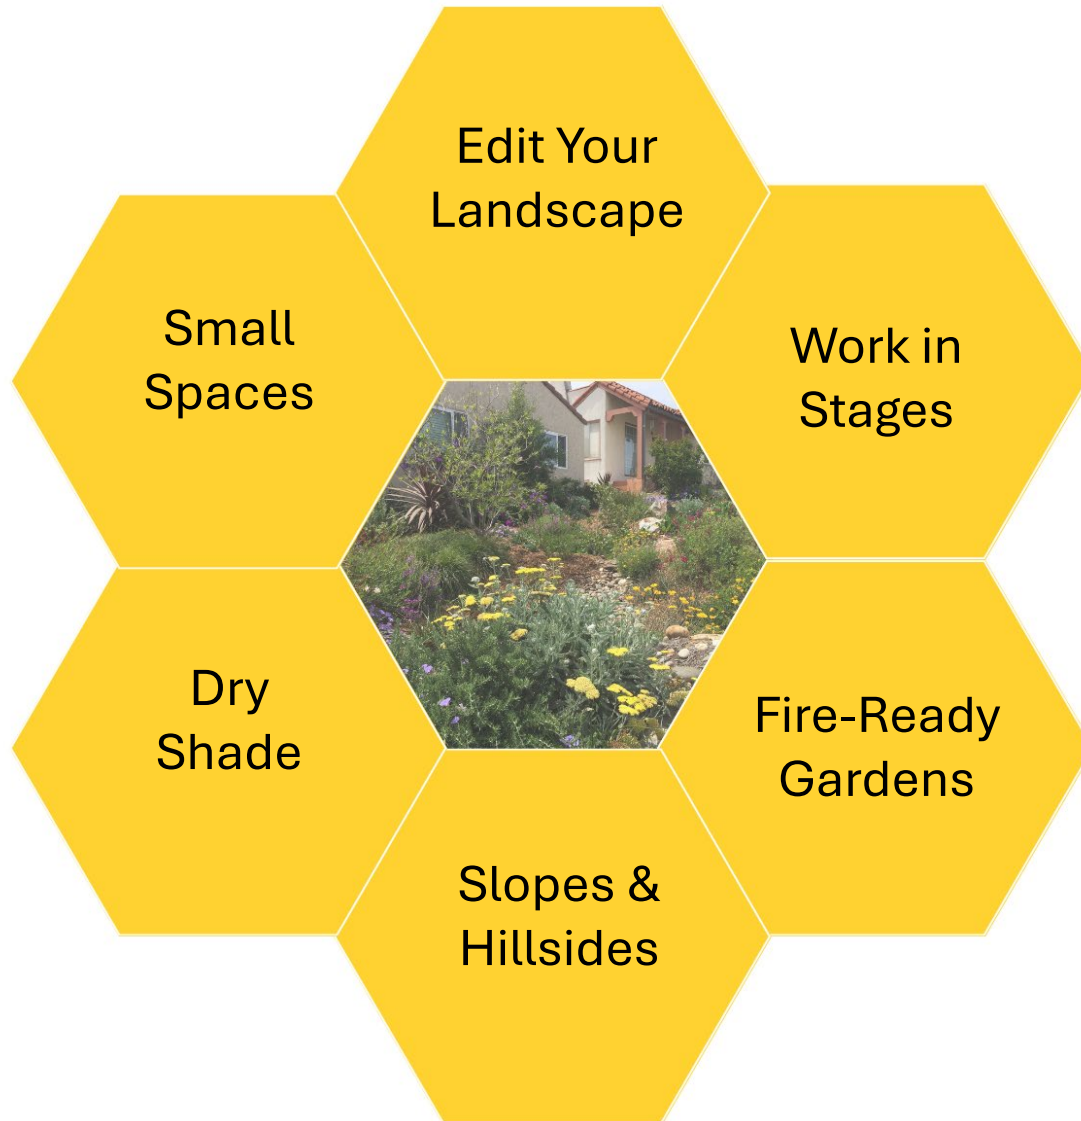 Edit Your
Landscape
Small
Spaces
Work in
Stages
Dry
Shade
Fire-Ready
Gardens
Slopes &
Hillsides